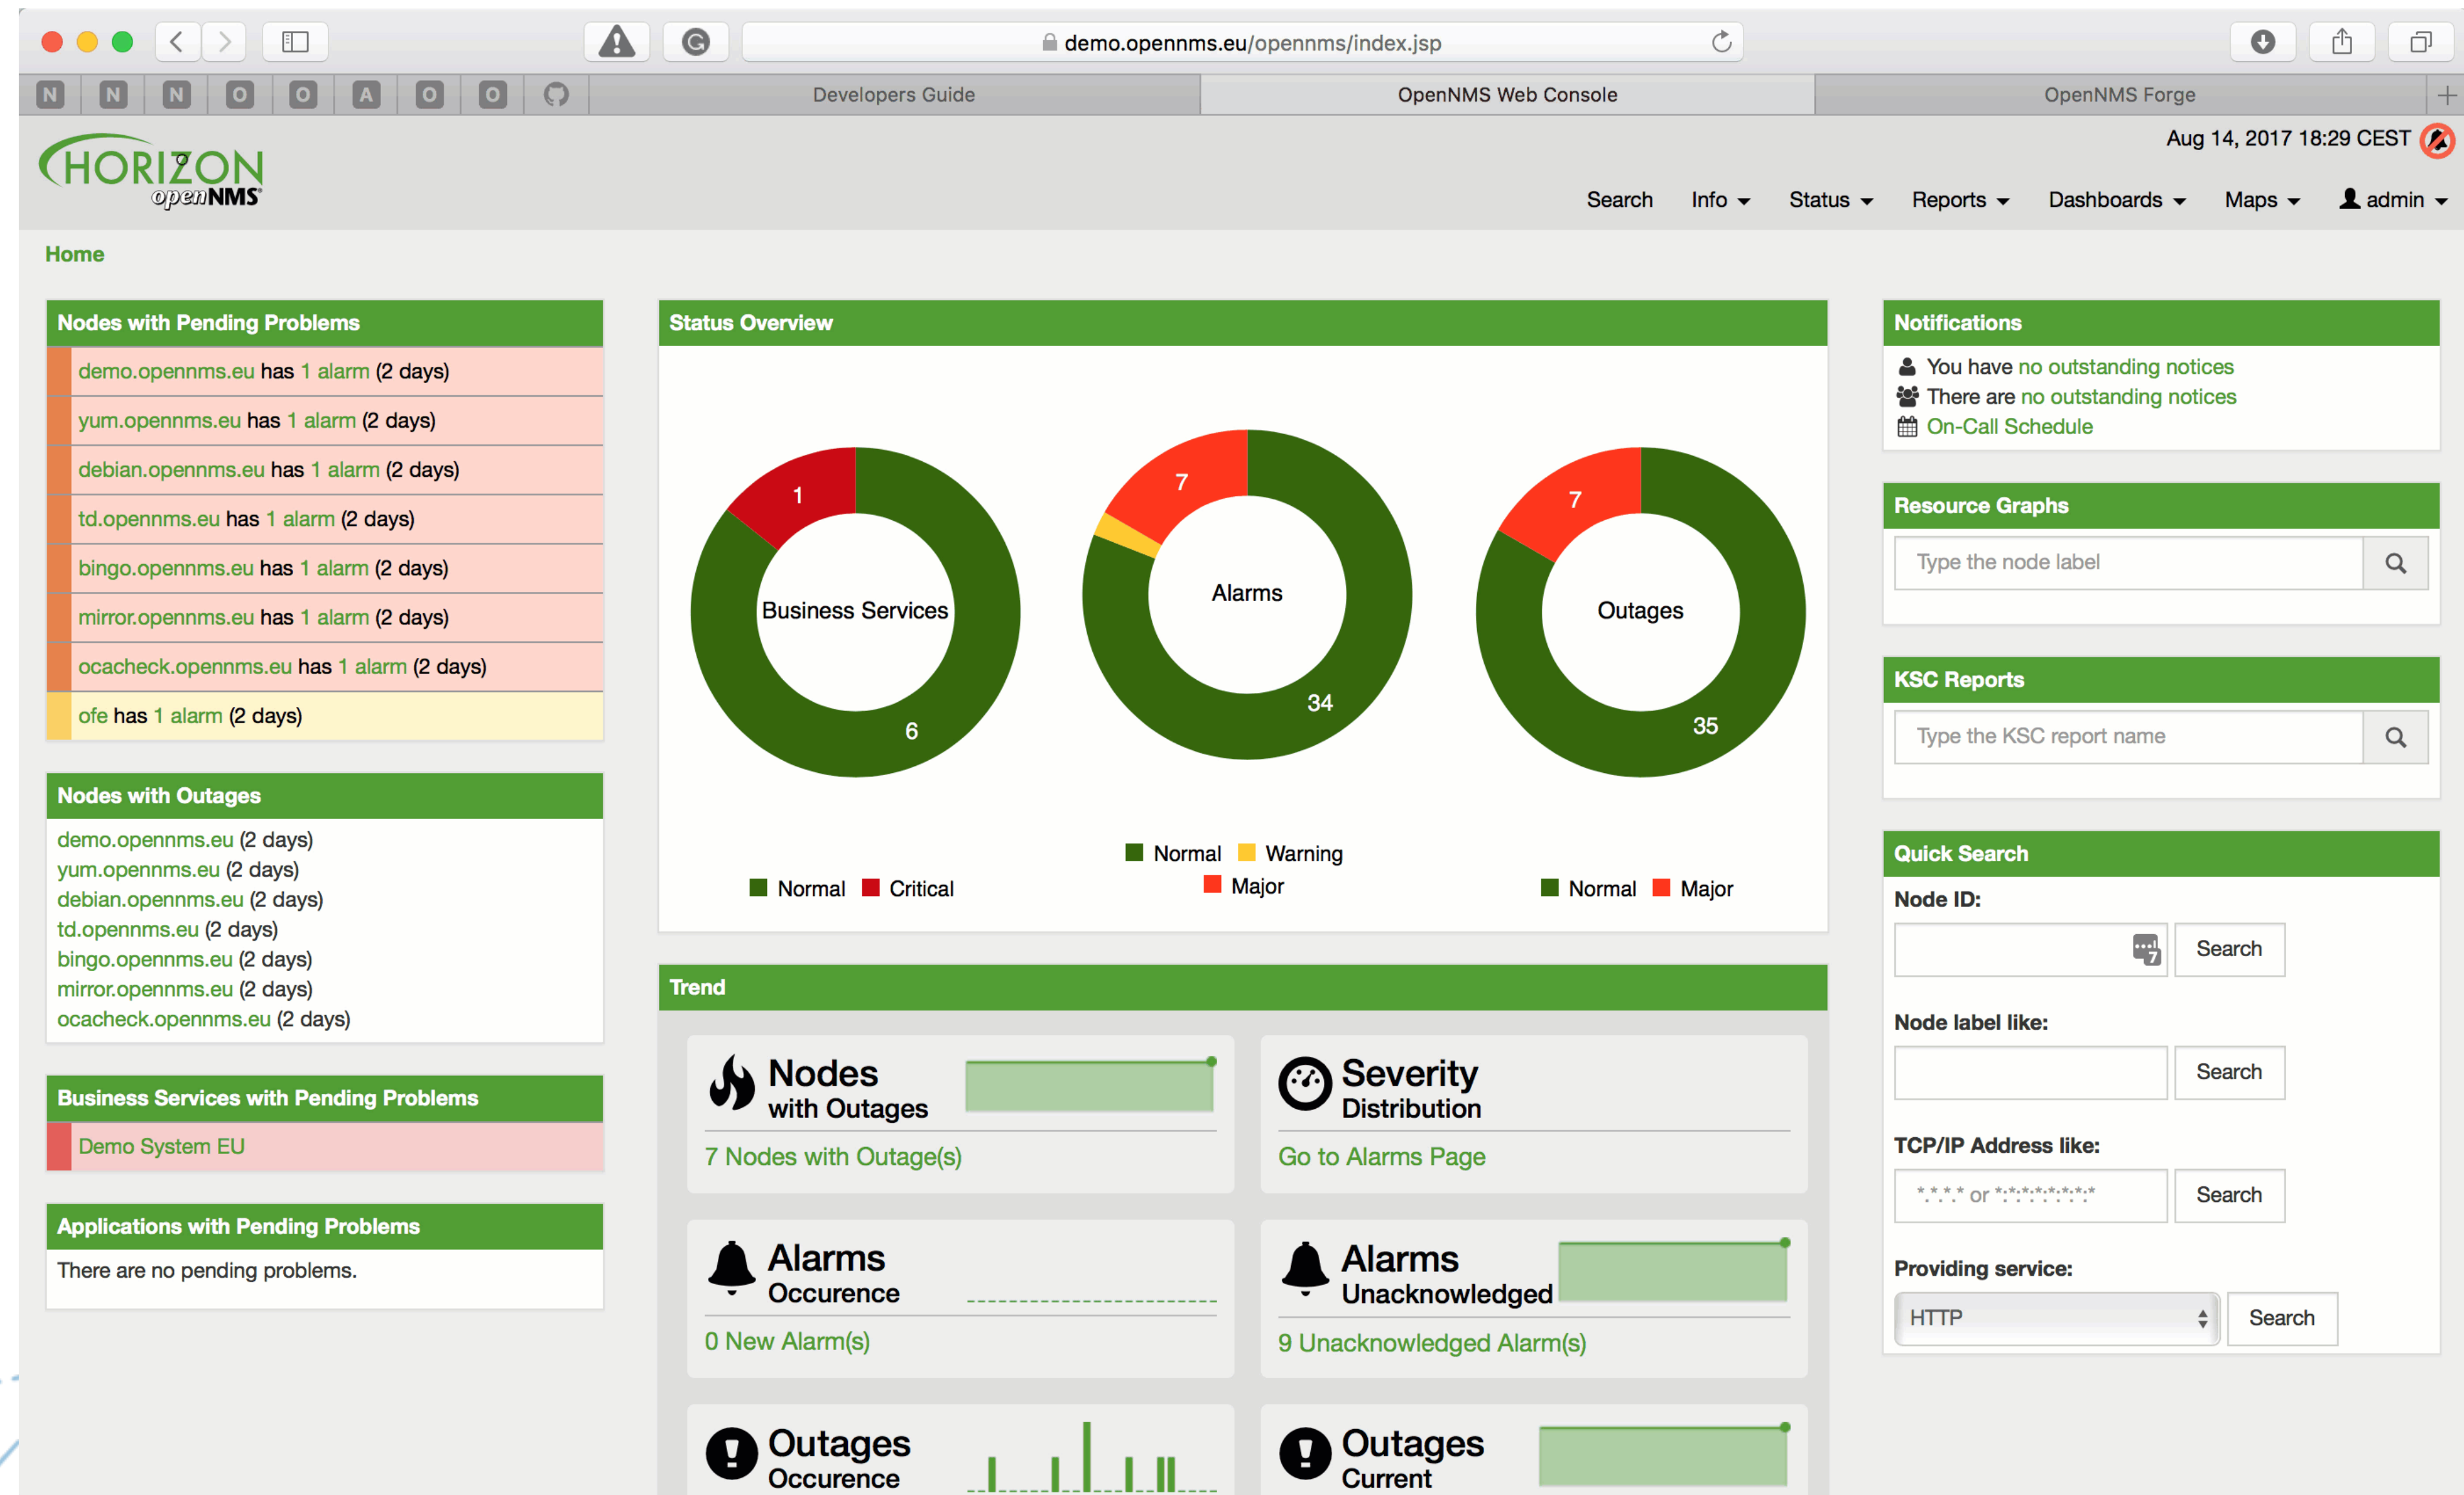 demo.opennms.eu/opennms/index.jsp
N N N O O A O O
Developers Guide
OpenNMS Web Console
OpenNMS Forge
HORIZON
openNMS®
Aug 14, 2017 18:29 CEST
Search Info Status Reports Dashboards Maps admin
Home
Nodes with Pending Problems
demo.opennms.eu has 1 alarm (2 days)
yum.opennms.eu has 1 alarm (2 days)
debian.opennms.eu has 1 alarm (2 days)
td.opennms.eu has 1 alarm (2 days)
bingo.opennms.eu has 1 alarm (2 days)
mirror.opennms.eu has 1 alarm (2 days)
ocacheck.opennms.eu has 1 alarm (2 days)
ofe has 1 alarm (2 days)
Nodes with Outages
demo.opennms.eu (2 days)
yum.opennms.eu (2 days)
debian.opennms.eu (2 days)
td.opennms.eu (2 days)
bingo.opennms.eu (2 days)
mirror.opennms.eu (2 days)
ocacheck.opennms.eu (2 days)
Business Services with Pending Problems
Demo System EU
Applications with Pending Problems
There are no pending problems.
Status Overview
1
Business Services
6
Normal Critical
7
Alarms
34
Normal Warning
Major
7
Outages
35
Normal Major
Trend
Nodes
with Outages
7 Nodes with Outage(s)
Severity
Distribution
Go to Alarms Page
Alarms
Occurence
0 New Alarm(s)
Alarms
Unacknowledged
9 Unacknowledged Alarm(s)
Outages
Occurence
Outages
Current
Notifications
You have no outstanding notices
There are no outstanding notices
On-Call Schedule
Resource Graphs
Type the node label
KSC Reports
Type the KSC report name
Quick Search
Node ID:
7
Search
Node label like:
Search
TCP/IP Address like:
*.*.*.* or *:*:*:*:*:*:*:*
Search
Providing service:
HTTP
Search